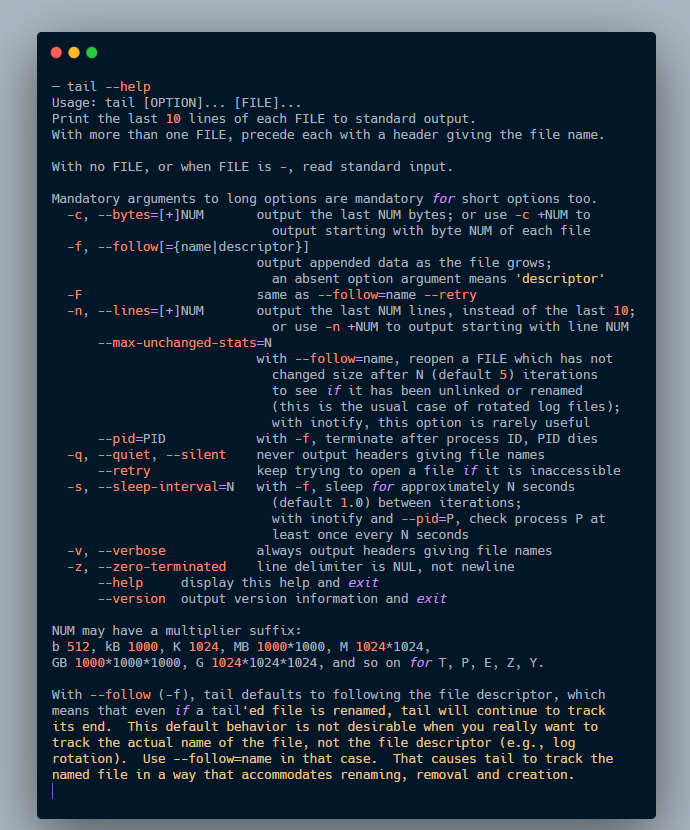 ─ tail --help
Usage: tail [OPTION]... [FILE]...
Print the last 10 lines of each FILE to standard output.
With more than one FILE, precede each with a header giving the file name.

With no FILE, or when FILE is -, read standard input.

Mandatory arguments to long options are mandatory for short options too.
  -c, --bytes=[+]NUM       output the last NUM bytes; or use -c +NUM to
                             output starting with byte NUM of each file
  -f, --follow[={name|descriptor}]
                           output appended data as the file grows;
                             an absent option argument means 'descriptor'
  -F                       same as --follow=name --retry
  -n, --lines=[+]NUM       output the last NUM lines, instead of the last 10;
                             or use -n +NUM to output starting with line NUM
      --max-unchanged-stats=N
                           with --follow=name, reopen a FILE which has not
                             changed size after N (default 5) iterations
                             to see if it has been unlinked or renamed
                             (this is the usual case of rotated log files);
                             with inotify, this option is rarely useful
      --pid=PID            with -f, terminate after process ID, PID dies
  -q, --quiet, --silent    never output headers giving file names
      --retry              keep trying to open a file if it is inaccessible
  -s, --sleep-interval=N   with -f, sleep for approximately N seconds
                             (default 1.0) between iterations;
                             with inotify and --pid=P, check process P at
                             least once every N seconds
  -v, --verbose            always output headers giving file names
  -z, --zero-terminated    line delimiter is NUL, not newline
      --help     display this help and exit
      --version  output version information and exit

NUM may have a multiplier suffix:
b 512, kB 1000, K 1024, MB 1000*1000, M 1024*1024,
GB 1000*1000*1000, G 1024*1024*1024, and so on for T, P, E, Z, Y.

With --follow (-f), tail defaults to following the file descriptor, which
means that even if a tail'ed file is renamed, tail will continue to track
its end.  This default behavior is not desirable when you really want to
track the actual name of the file, not the file descriptor (e.g., log
rotation).  Use --follow=name in that case.  That causes tail to track the
named file in a way that accommodates renaming, removal and creation.